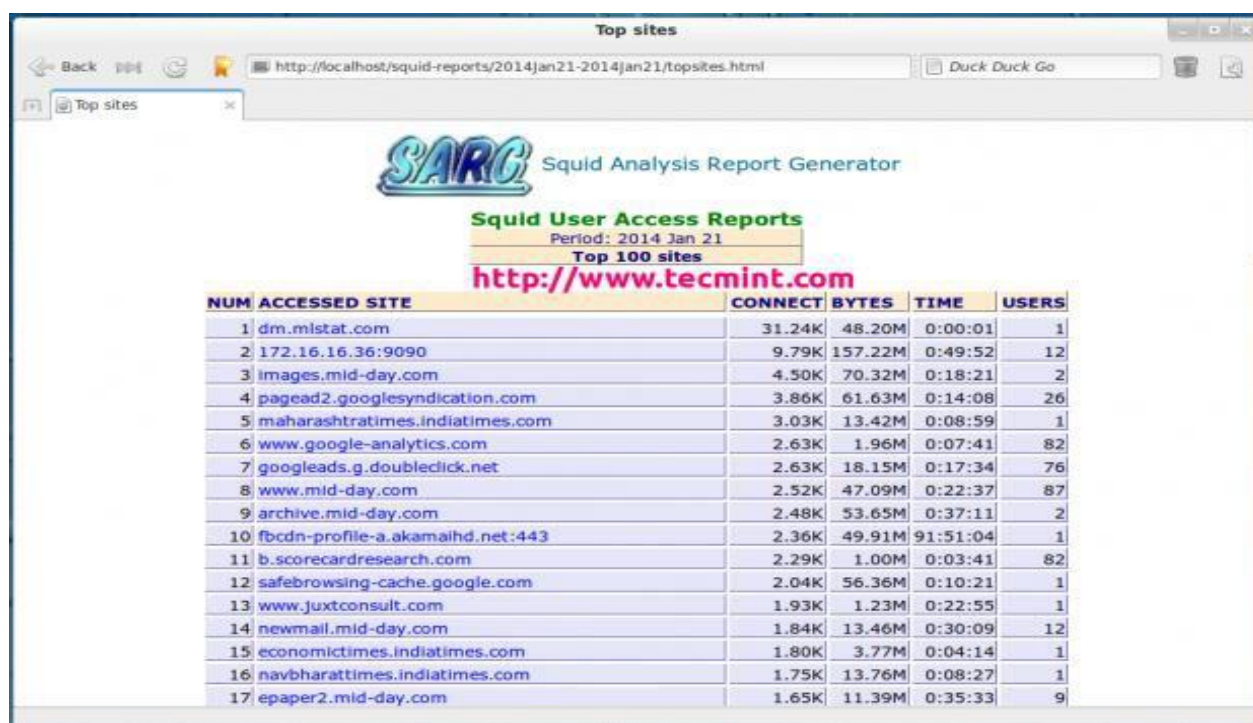 Top sites
Back
http://localhost/squid-reports/2014Jan21-2014Jan21/topsites.html
Duck Duck Go
Top sites
SARG Squid Analysis Report Generator
Squid User Access Reports
Period: 2014 Jan 21
Top 100 sites
http://www.tecmint.com
NUM ACCESSED SITE CONNECT BYTES TIME USERS
1 dm.mlstat.com 31.24K 48.20M 0:00:01 1
2 172.16.16.36:9090 9.79K 157.22M 0:49:52 12
3 images.mid-day.com 4.50K 70.32M 0:18:21 2
4 pagead2.googlesyndication.com 3.86K 61.63M 0:14:08 26
5 maharashtratimes.indiatimes.com 3.03K 13.42M 0:08:59 1
6 www.google-analytics.com 2.63K 1.96M 0:07:41 82
7 googleads.g.doubleclick.net 2.63K 18.15M 0:17:34 76
8 www.mid-day.com 2.52K 47.09M 0:22:37 87
9 archive.mid-day.com 2.48K 53.65M 0:37:11 2
10 fbcdn-profile-a.akamaihd.net:443 2.36K 49.91M 91:51:04 1
11 b.scorecardresearch.com 2.29K 1.00M 0:03:41 82
12 safebrowsing-cache.google.com 2.04K 56.36M 0:10:21 1
13 www.juxtconsult.com 1.93K 1.23M 0:22:55 1
14 newmail.mid-day.com 1.84K 13.46M 0:30:09 12
15 economictimes.indiatimes.com 1.80K 3.77M 0:04:14 1
16 navbharattimes.indiatimes.com 1.75K 13.76M 0:08:27 1
17 epaper2.mid-day.com 1.65K 11.39M 0:35:33 9